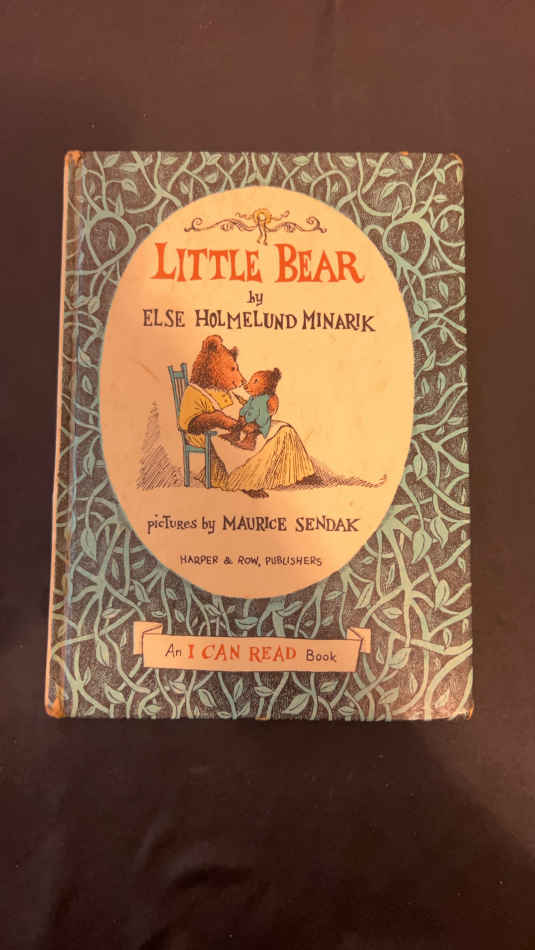 LITTLE BEAR
by
ELSE HOLMELUND MINARIK
pictures by MAURICE SENDAK
HARPER & ROW, PUBLISHERS
An I CAN READ Book